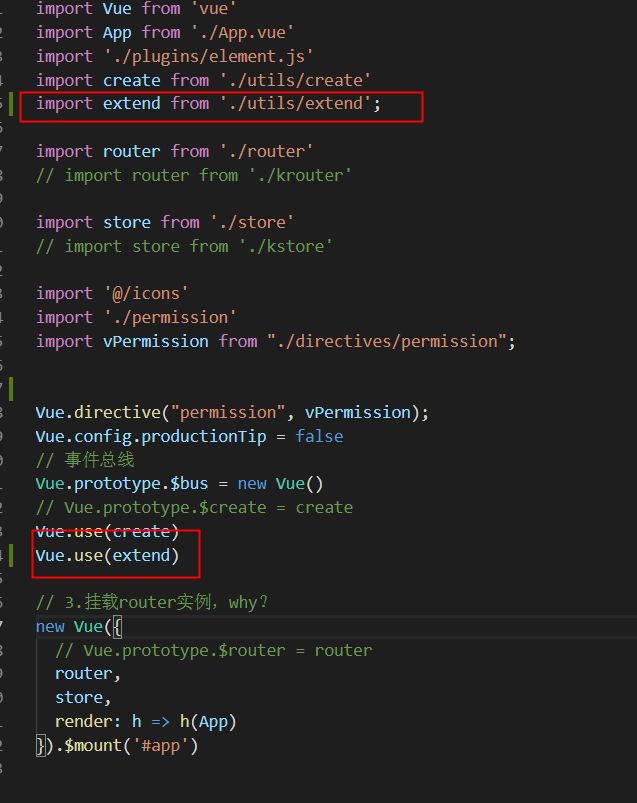 import Vue from 'vue'
import App from './App.vue'
import './plugins/element.js'
import create from './utils/create'
import extend from './utils/extend';
import router from './router'
// import router from './krouter'
import store from './store'
// import store from './kstore'
import '@/icons'
import './permission'
import vPermission from "./directives/permission";
Vue.directive("permission", vPermission);
Vue.config.productionTip = false
// 事件总线
Vue.prototype.$bus = new Vue()
// Vue.prototype.$create = create
Vue.use(create)
Vue.use(extend)
// 3.挂载router实例，why？
new Vue({
  // Vue.prototype.$router = router
  router,
  store,
  render: h => h(App)
}).$mount('#app')